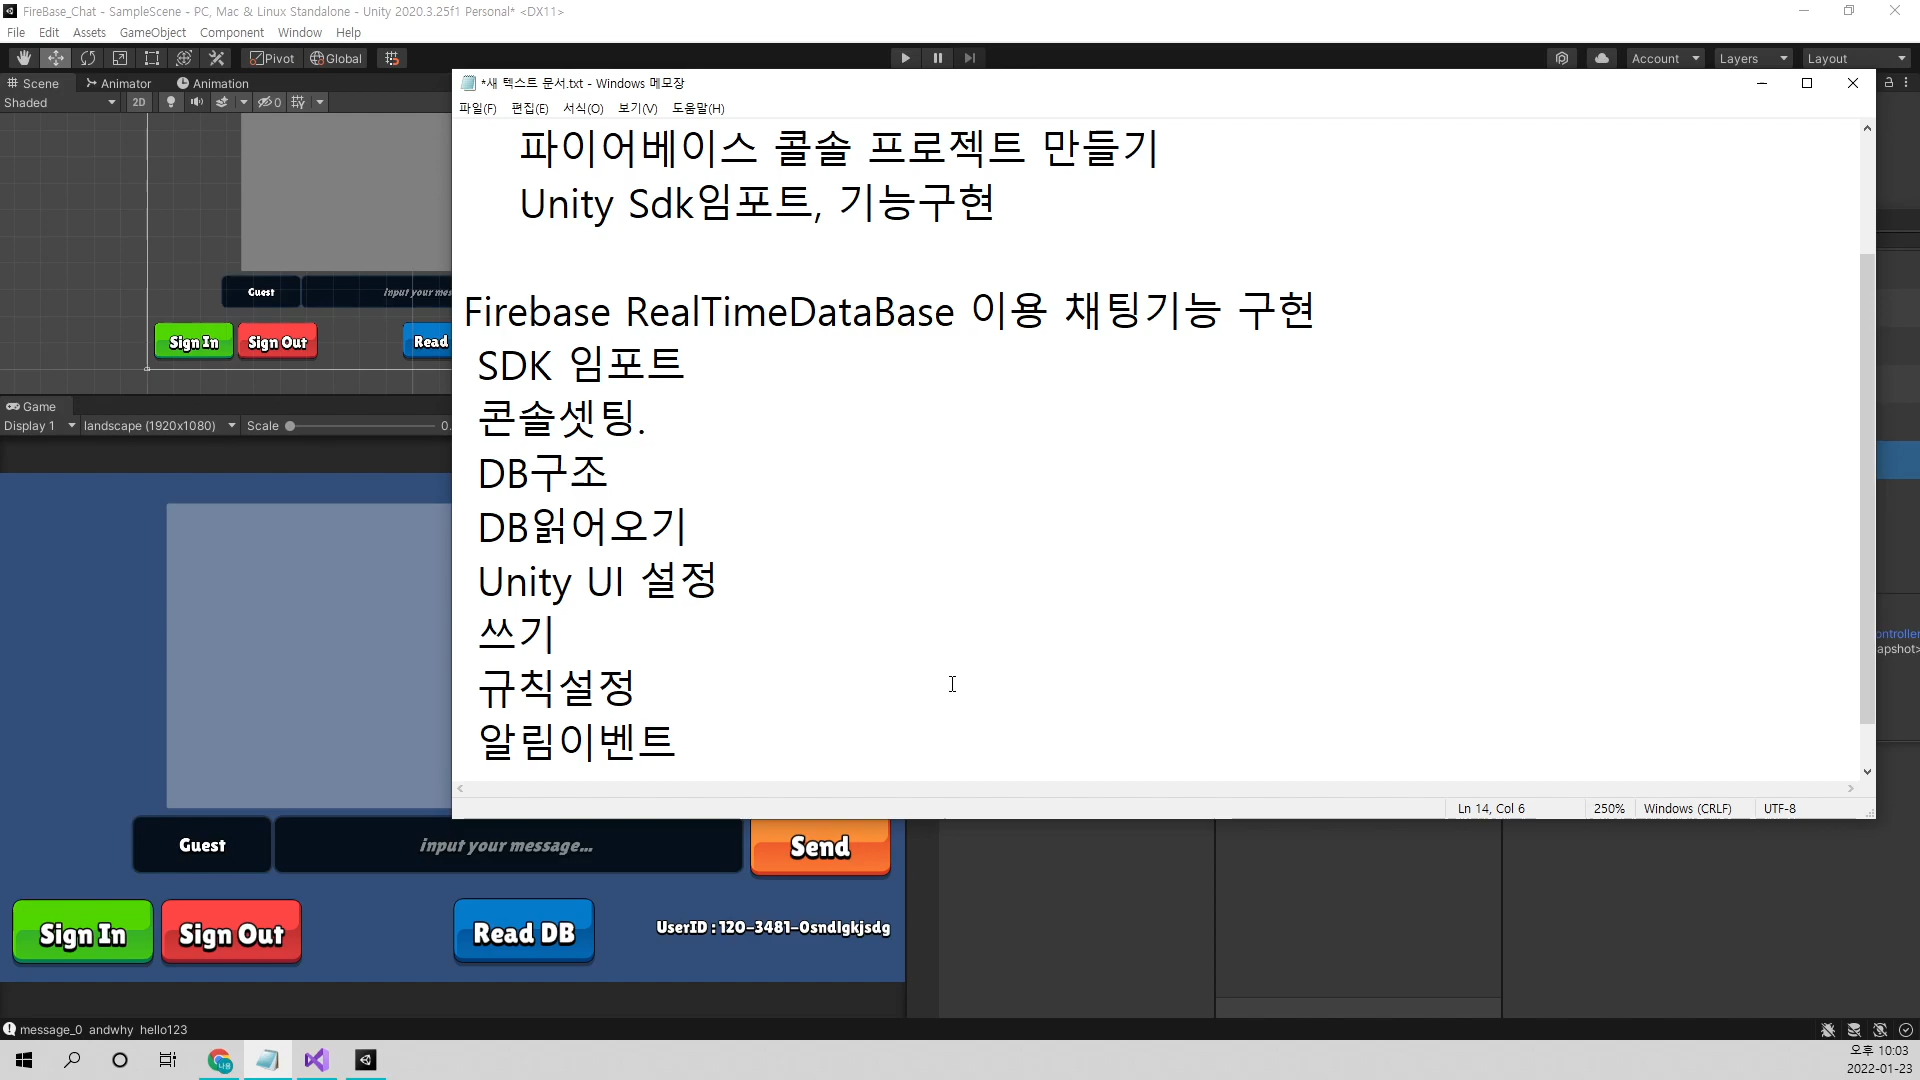 FireBase_Chat - SampleScene - PC, Mac & Linux Standalone - Unity 2020.3.25f1 Personal* <DX11>
File Edit Assets GameObject Component Window Help
Pivot Global Account Layers Layout
Scene Animator Animation
Shaded 2D 0
*새 텍스트 문서.txt - Windows 메모장
파일(F) 편집(E) 서식(O) 보기(V) 도움말(H)
파이어베이스 콜솔 프로젝트 만들기
Unity Sdk임포트, 기능구현
Firebase RealTimeDataBase 이용 채팅기능 구현
SDK 임포트
콘솔셋팅.
DB구조
DB읽어오기
Unity UI 설정
쓰기
규칙설정
알림이벤트
Ln 14, Col 6 250% Windows (CRLF) UTF-8
Guest input your mes
Sign In Sign Out Read
Game
Display 1 landscape (1920x1080) Scale 0.
ontroller
apshot>
Guest input your message... Send
Sign In Sign Out Read DB UserID : 120-3481-0sndlgkjsdg
message_0 andwhy hello123
오후 10:03
2022-01-23